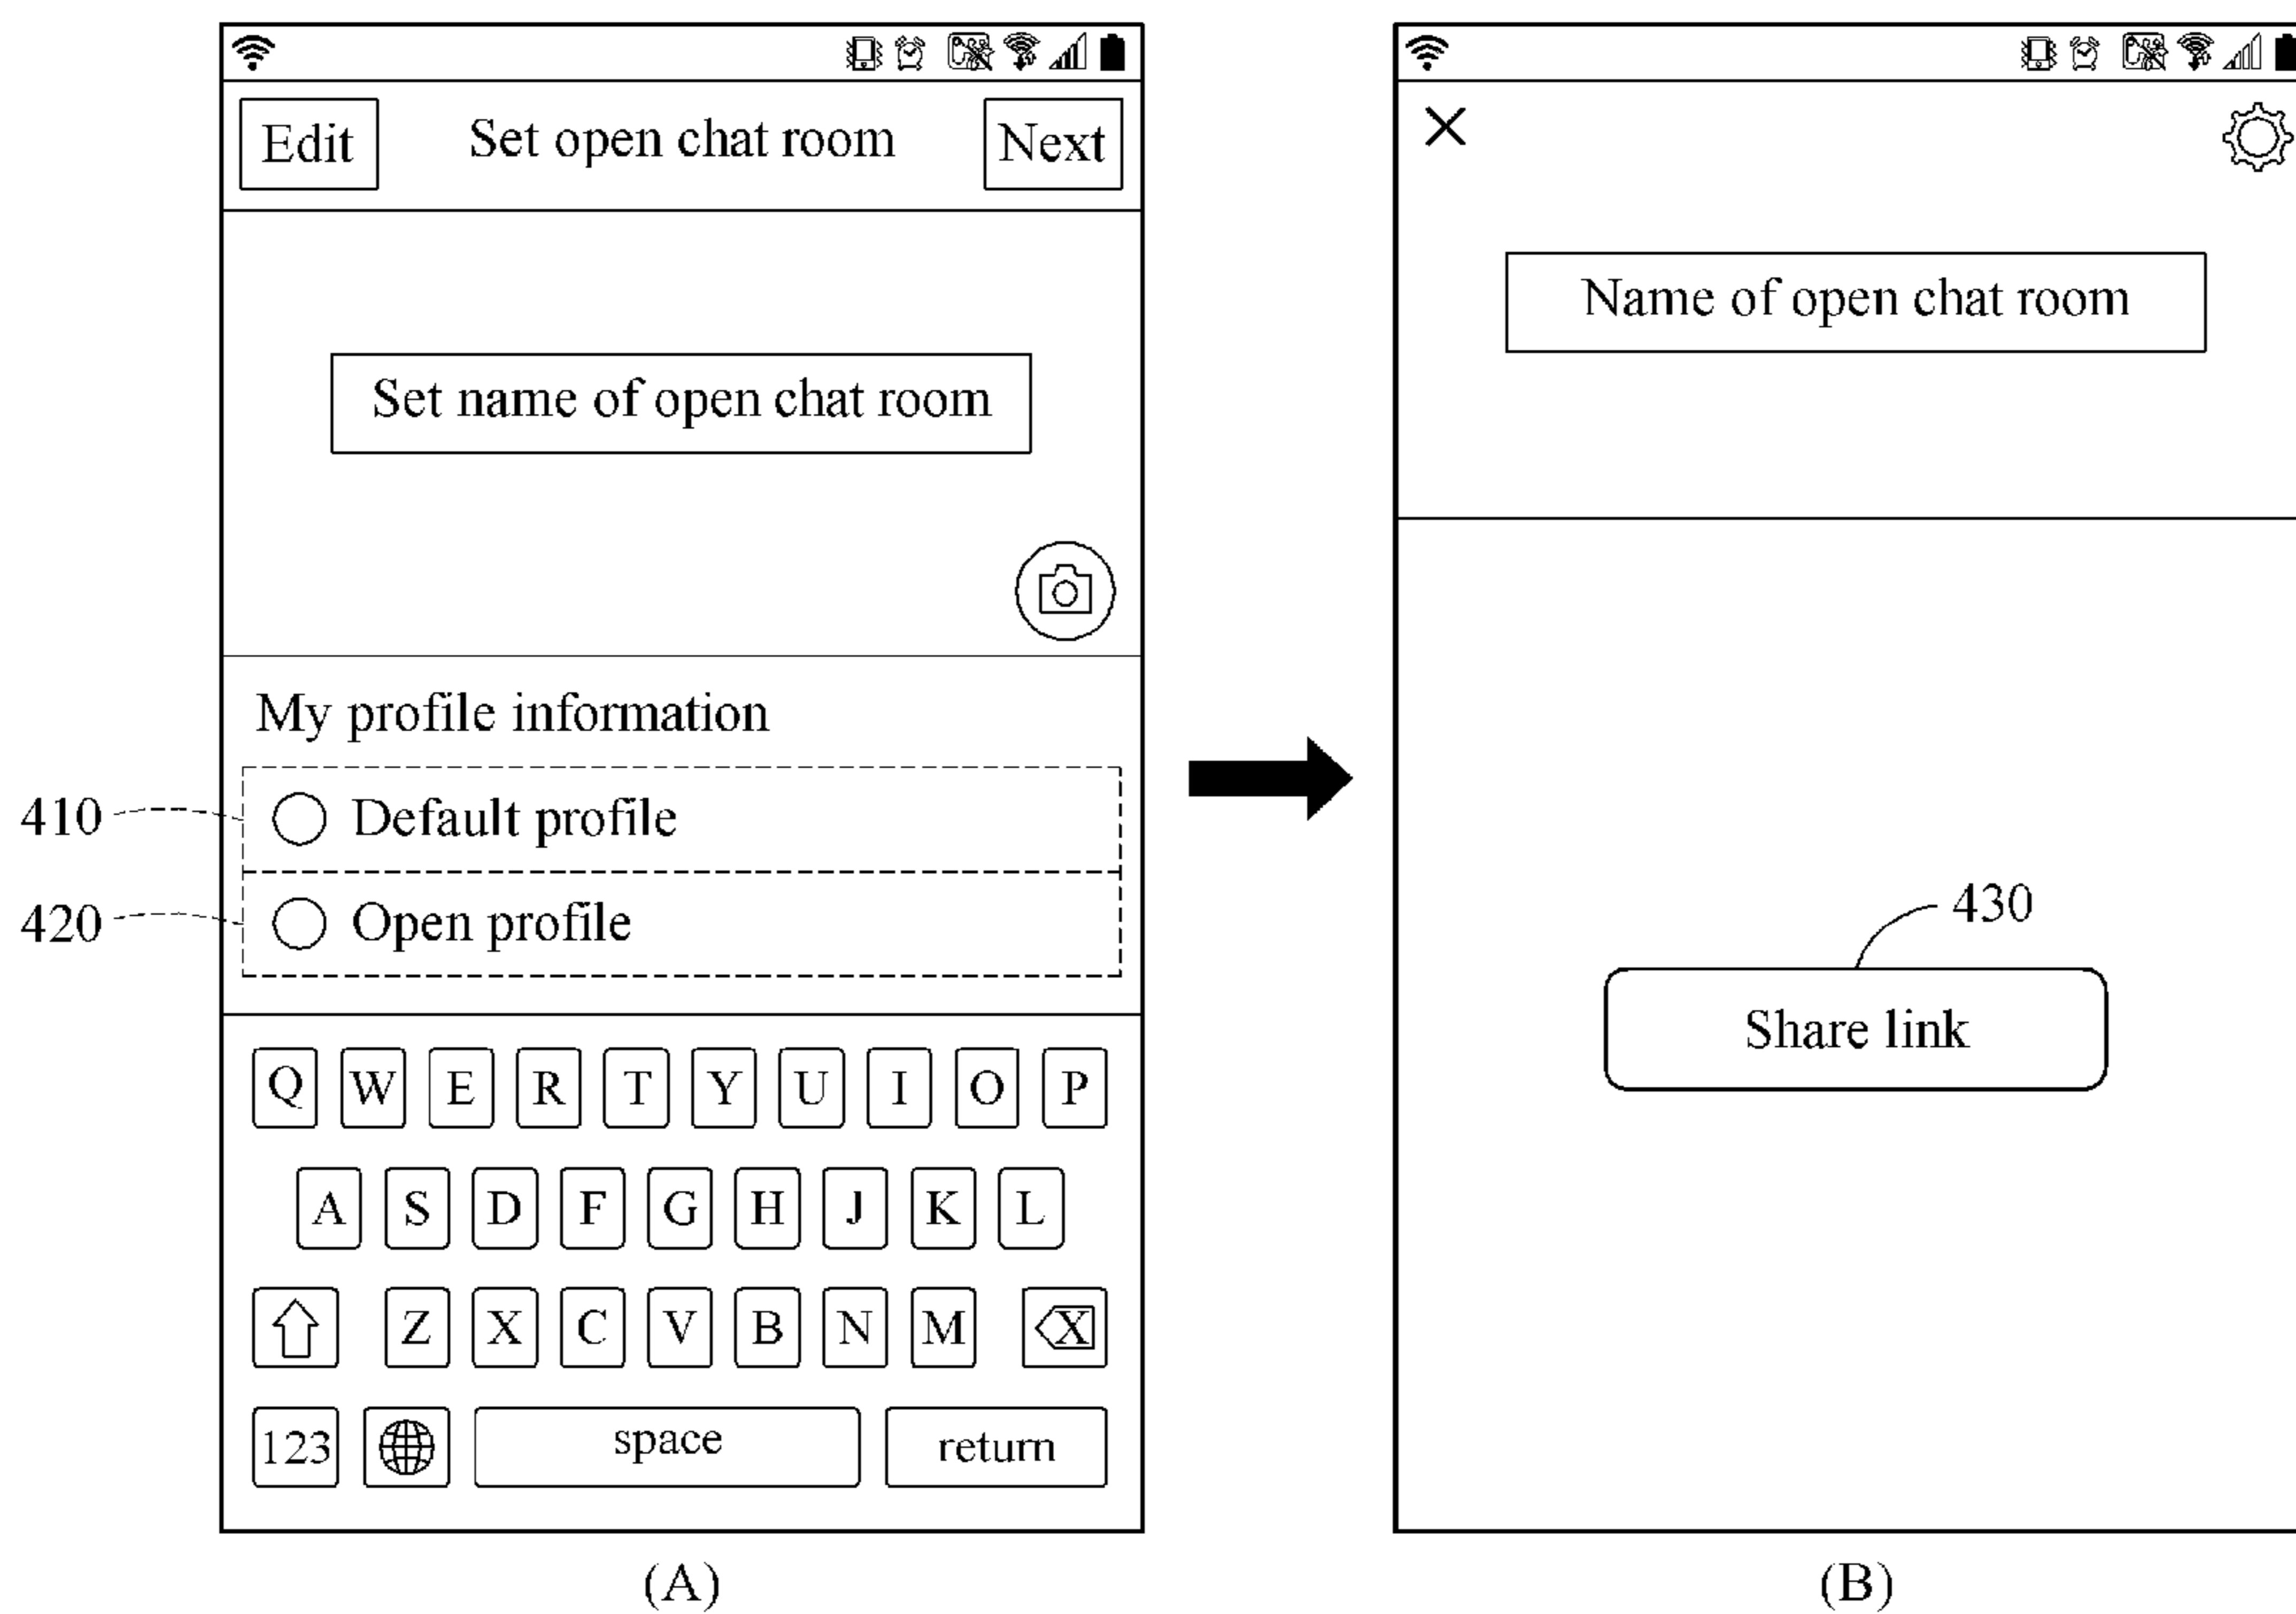 Edit Set open chat room Next
Set name of open chat room
My profile information
410 Default profile
420 Open profile
Q W E R T Y U I O P
A S D F G H J K L
Z X C V B N M X
123 space return
(A)
Name of open chat room
430
Share link
(B)